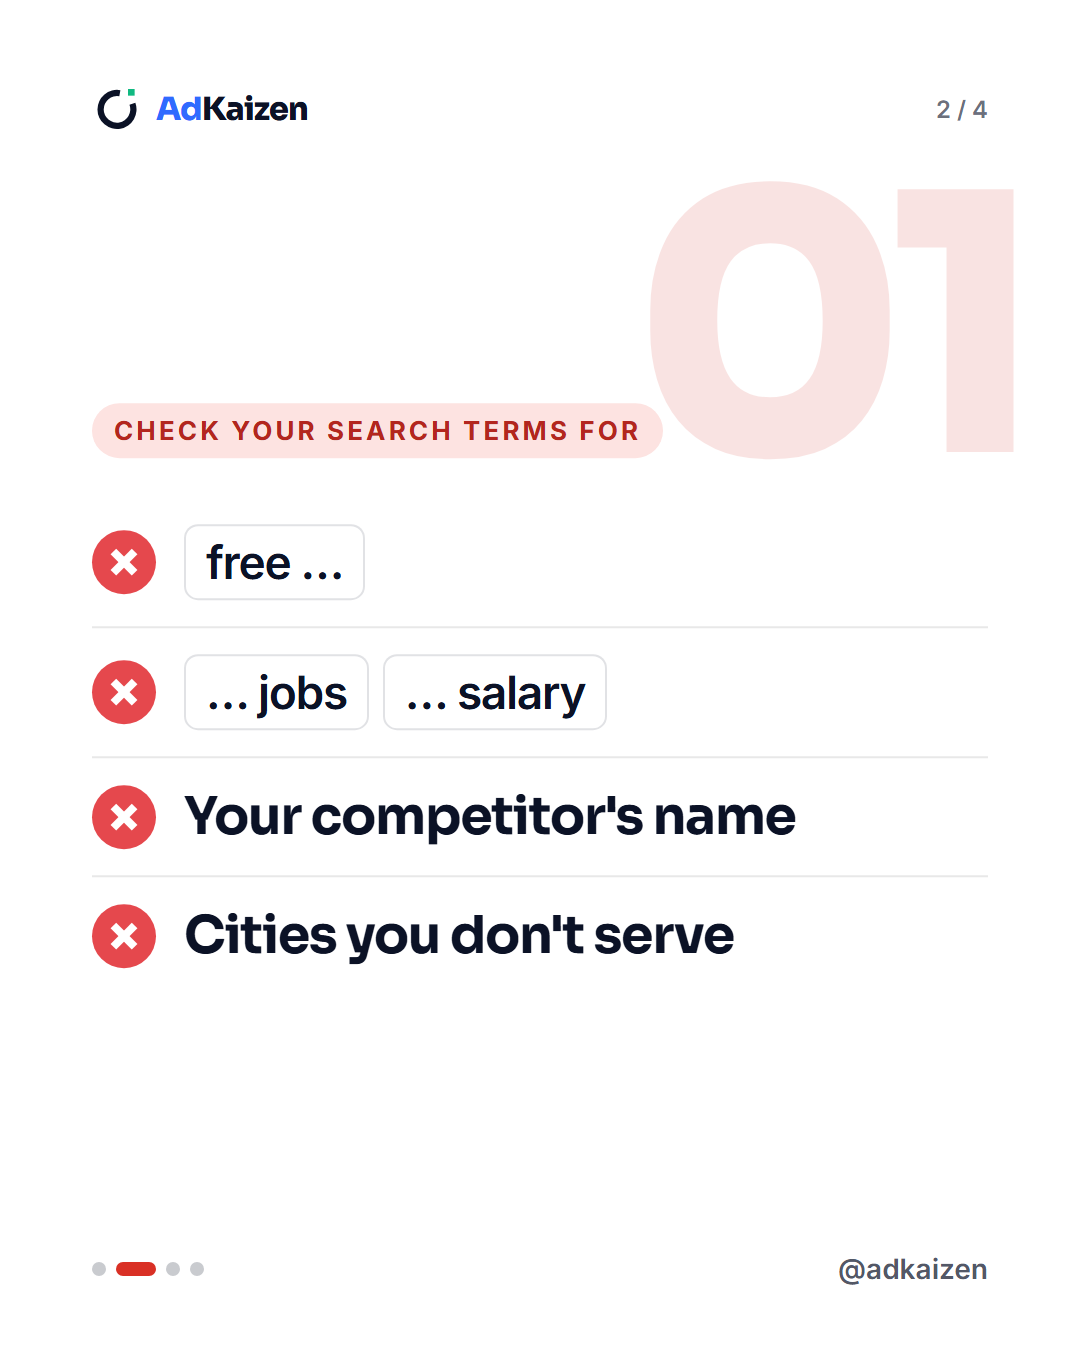 AdKaizen
2 / 4
01
CHECK YOUR SEARCH TERMS FOR
free ...
... jobs ... salary
Your competitor's name
Cities you don't serve
@adkaizen